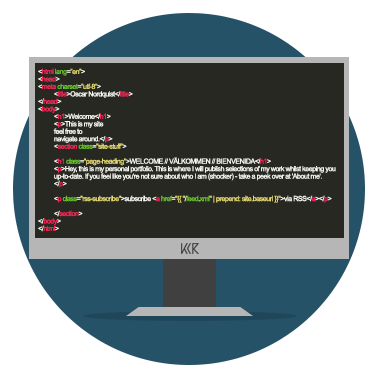 <html lang="en">
<head>
<meta charset="utf-8">
<title>Oscar Nordquist</title>
</head>
<body>
<h1>Welcome</h1>
<p>This is my site
feel free to
navigate around.</p>
<section class="site-stuff">
<h1 class="page-heading">WELCOME // VÄLKOMMEN // BIENVENIDA</h1>
<p>Hey, this is my personal portfolio. This is where I will publish selections of my work whilst keeping you
up-to-date. If you feel like you're not sure about who I am (shocker) - take a peek over at 'About me'.
</p>
<p class="rss-subscribe">subscribe <a href="{{ "/feed.xml" | prepend: site.baseurl }}">via RSS</a></p>
</section>
</body>
</html>